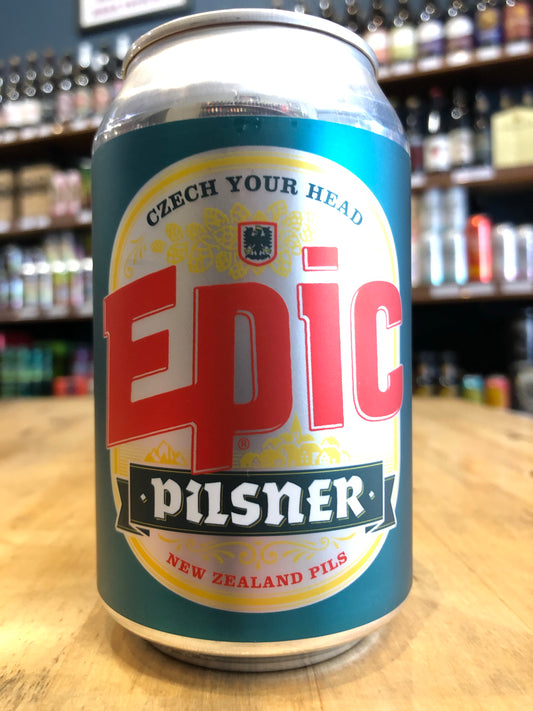 CZECH YOUR HEAD
Epic
®
· PILSNER ·
NEW ZEALAND PILS